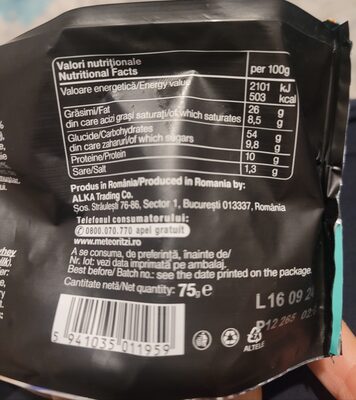 Valori nutriționale
Nutritional Facts
per 100g
Valoare energetică/Energy value 2101 kJ
503 kcal
Grăsimi/Fat 26 g
din care acizi grași saturați/of which saturates 8,5 g
Glucide/Carbohydrates 54 g
din care zaharuri/of which sugars 9,8 g
Proteine/Protein 10 g
Sare/Salt 1,3 g
Produs în România/Produced in Romania by:
ALKA Trading Co.
Șos. Străulești 76-86, Sector 1, București 013337, România
Telefonul consumatorului:
0800.070.770 apel gratuit
www.meteoritzi.ro
A se consuma, de preferință, înainte de/
Nr. lot: vezi data imprimată pe ambalaj.
Best before/ Batch no.: see the date printed on the package.
Cantitate netă/Net quantity: 75g e
L16 09 2
P12 265 02
5 941035 011959
ALTELE